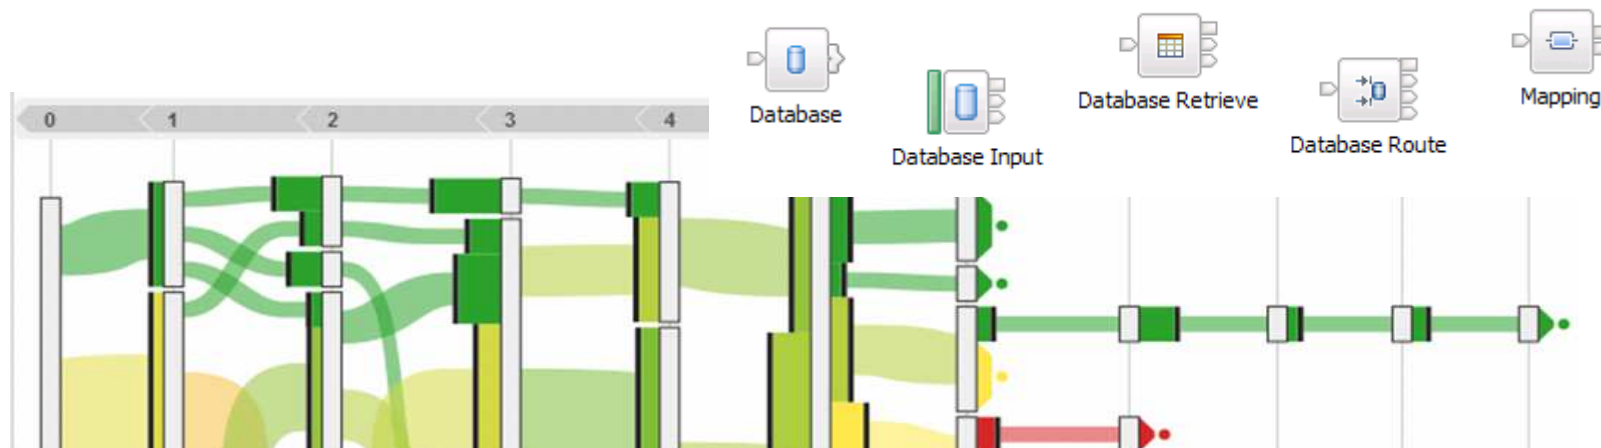 0 1 2 3 4
Database
Database Input
Database Retrieve
Database Route
Mapping